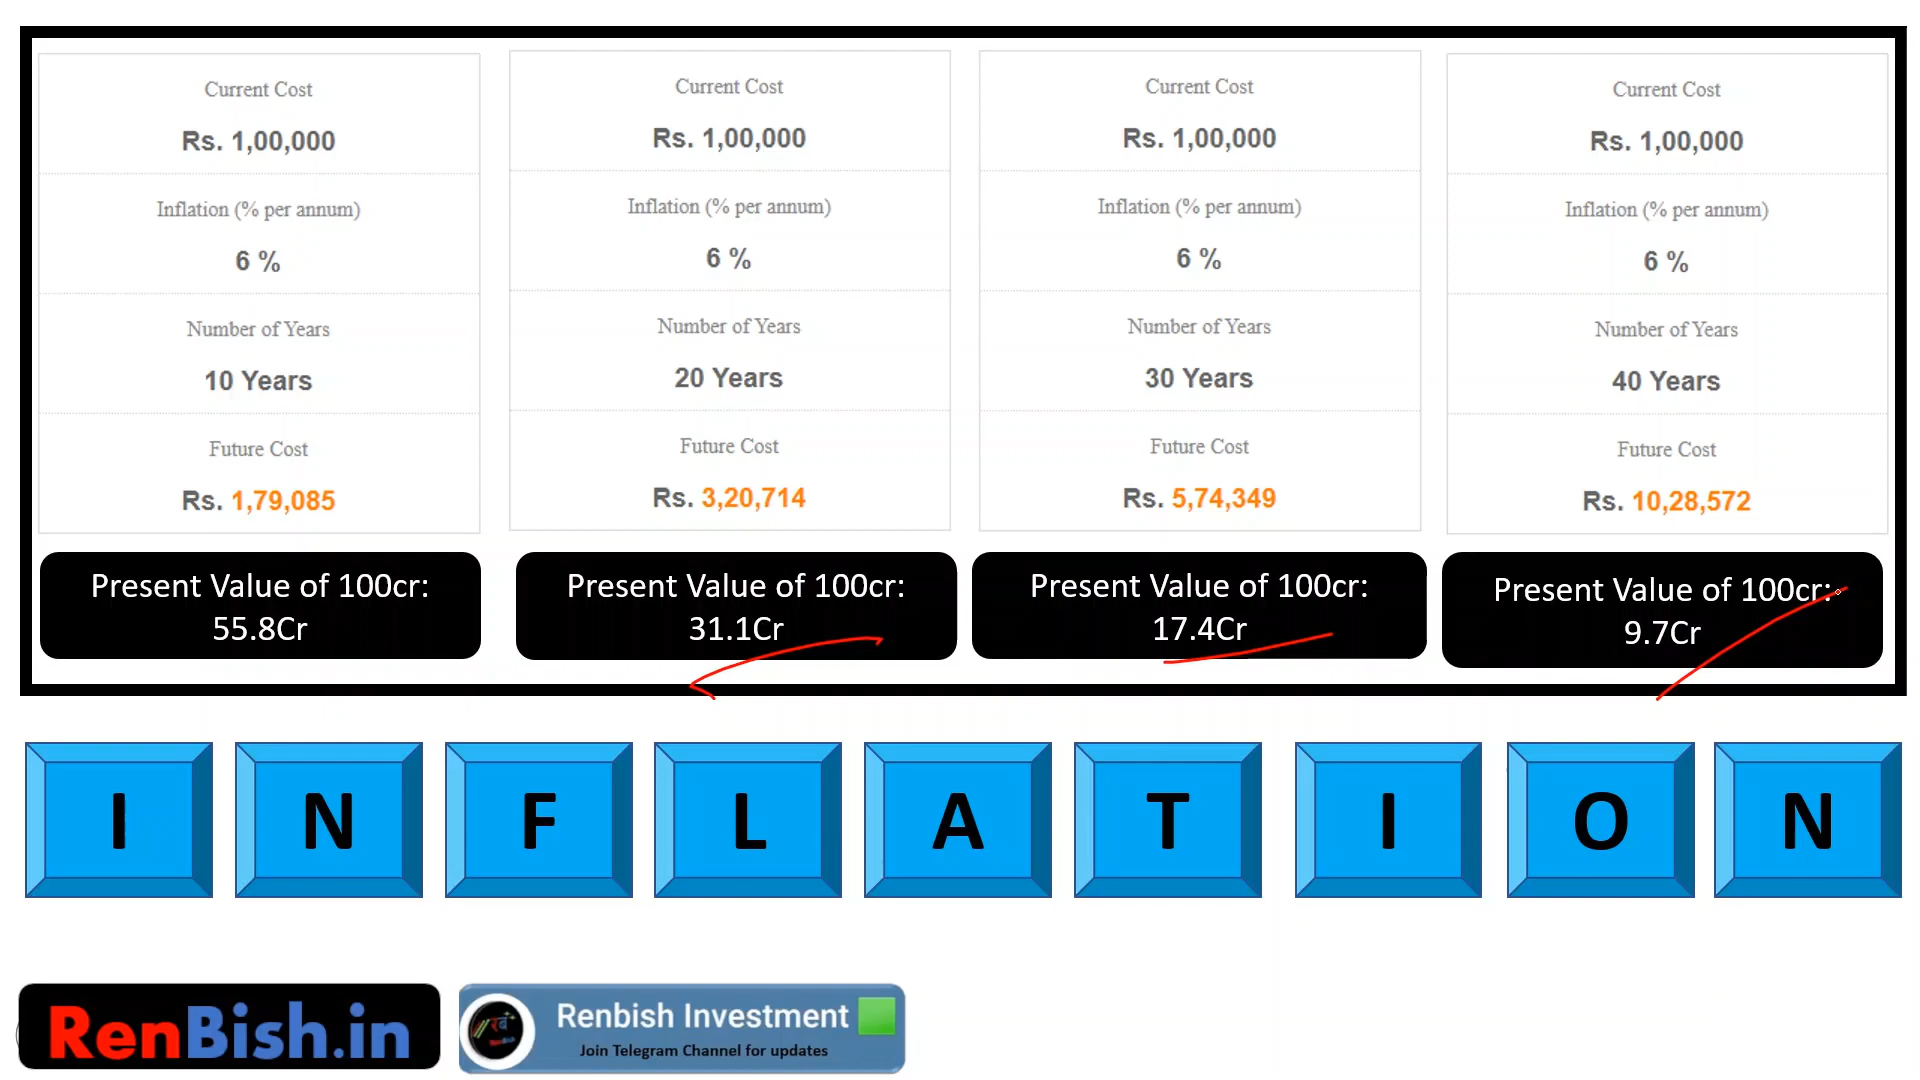 Current Cost
Rs. 1,00,000
Inflation (% per annum)
6 %
Number of Years
10 Years
Future Cost
Rs. 1,79,085
Present Value of 100cr:
55.8Cr
Current Cost
Rs. 1,00,000
Inflation (% per annum)
6 %
Number of Years
20 Years
Future Cost
Rs. 3,20,714
Present Value of 100cr:
31.1Cr
Current Cost
Rs. 1,00,000
Inflation (% per annum)
6 %
Number of Years
30 Years
Future Cost
Rs. 5,74,349
Present Value of 100cr:
17.4Cr
Current Cost
Rs. 1,00,000
Inflation (% per annum)
6 %
Number of Years
40 Years
Future Cost
Rs. 10,28,572
Present Value of 100cr:
9.7Cr
I N F L A T I O N
RenBish.in
Renbish Investment
Join Telegram Channel for updates